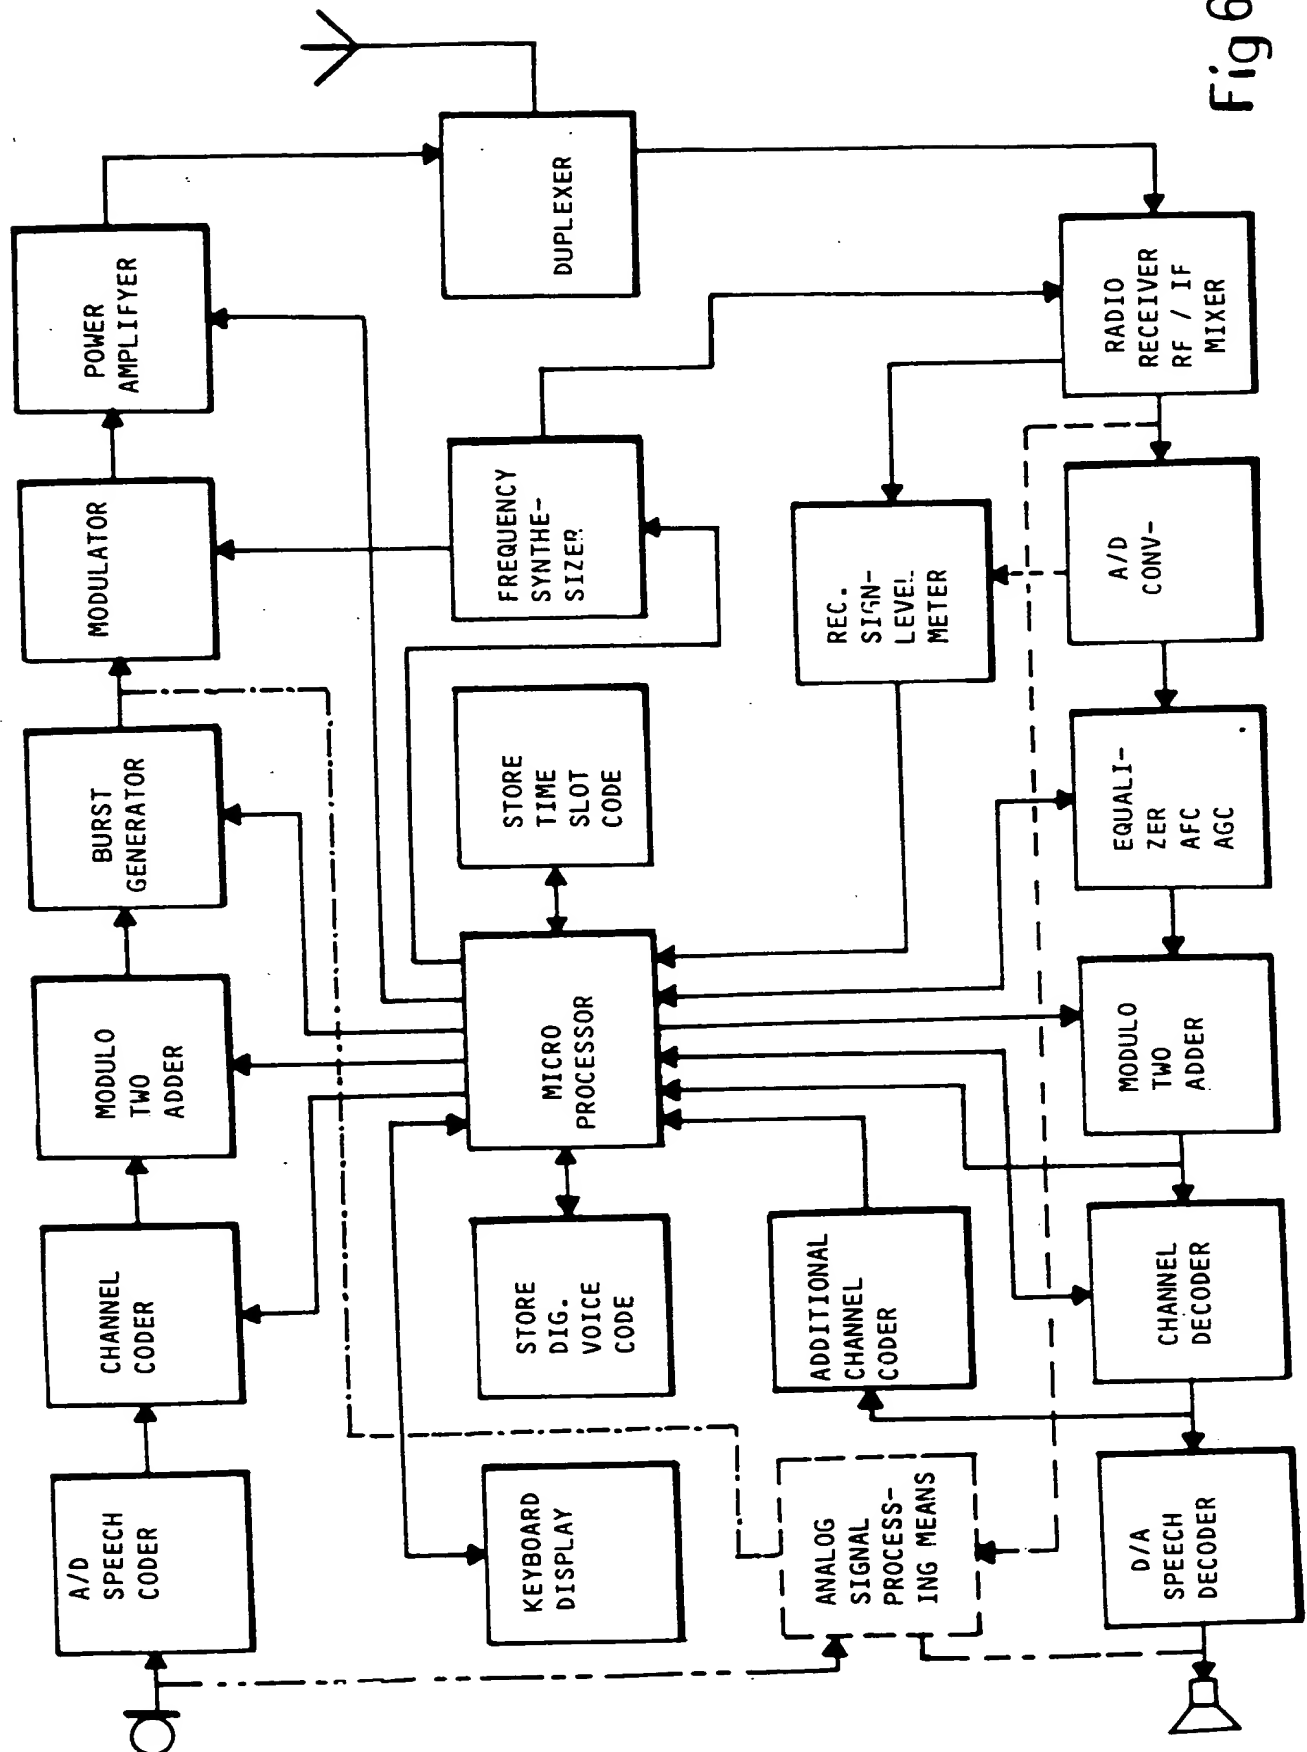 A/D
SPEECH
CODER
CHANNEL
CODER
MODULO
TWO
ADDER
BURST
GENERATOR
MODULATOR
POWER
AMPLIFYER
KEYBOARD
DISPLAY
STORE
DIG.
VOICE
CODE
MICRO
PROCESSOR
STORE
TIME
SLOT
CODE
FREQUENCY
SYNTHE-
SIZER
DUPLEXER
ANALOG
SIGNAL
PROCESS-
ING MEANS
ADDITIONAL
CHANNEL
CODER
REC.
SIGN-
LEVEL
METER
D/A
SPEECH
DECODER
CHANNEL
DECODER
MODULO
TWO
ADDER
EQUALI-
ZER
AFC
AGC
A/D
CONV-
RADIO
RECEIVER
RF / IF
MIXER
Fig 6